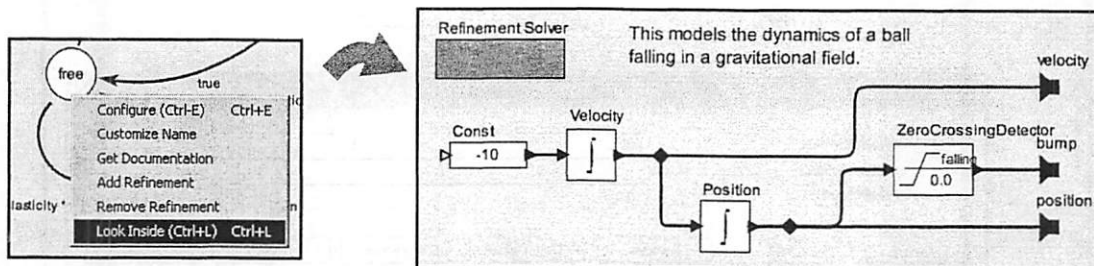 free
true
Configure (Ctrl-E) Ctrl+E
Customize Name
Get Documentation
Add Refinement
lasticity *
Remove Refinement
Look Inside (Ctrl+L) Ctrl+L
Refinement Solver
This models the dynamics of a ball
falling in a gravitational field.
velocity
Const
-10
Velocity
ZeroCrossingDetector
falling
0.0
bump
Position
position